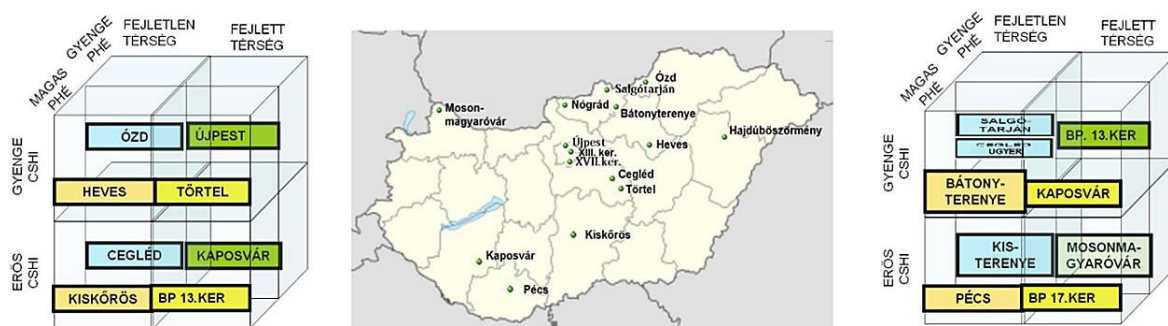 MAGAS
PHÉ
GYENGE
PHÉ
FEJLETLEN
TÉRSÉG
FEJLETT
TÉRSÉG
GYENGE
CSHI
ÓZD
ÚJPEST
HEVES
TÖRTEL
ERŐS
CSHI
CEGLÉD
KAPOSVÁR
KISKŐRÖS
BP 13.KER
Ózd
Salgótarján
Moson-
magyaróvár
Nógrád
Bátonyterenye
Hajdúböszörmény
Újpest
XIII. ker.
XVII.ker.
Heves
Cegléd
Törtel
Kiskőrös
Kaposvár
Pécs
MAGAS
PHÉ
GYENGE
PHÉ
FEJLETLEN
TÉRSÉG
FEJLETT
TÉRSÉG
GYENGE
CSHI
SALGÓ-
TARJÁN
CEGLÉD
UGYER
BP. 13.KER
BÁTONY-
TERENYE
KAPOSVÁR
ERŐS
CSHI
KIS-
TERENYE
MOSONMA-
GYARÓVÁR
PÉCS
BP 17.KER